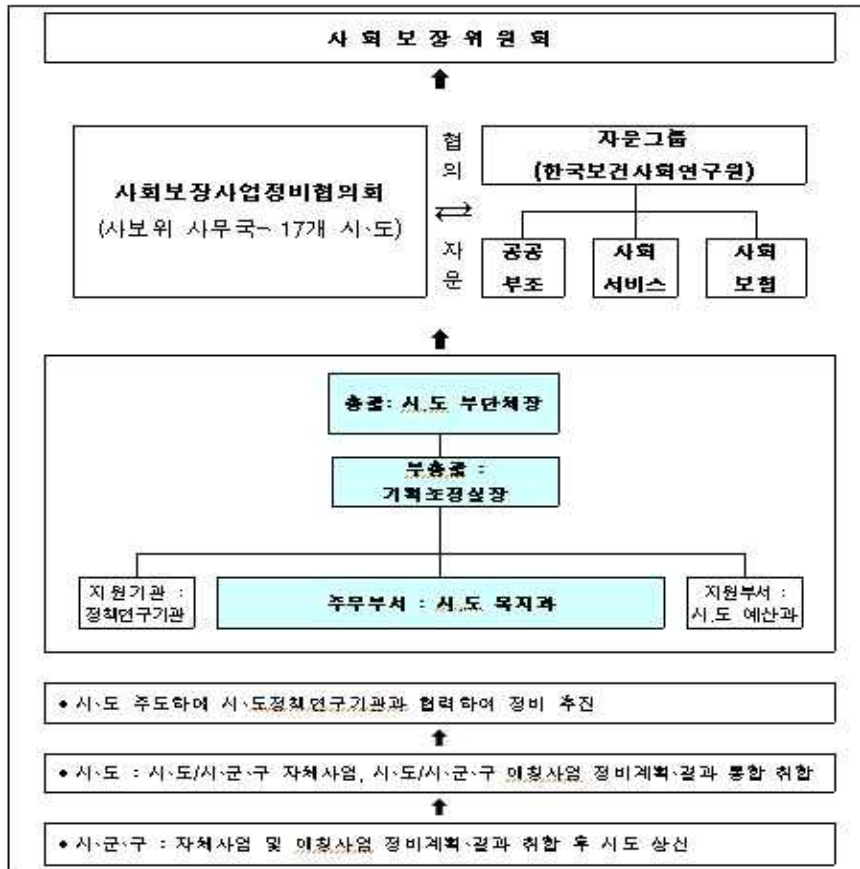 사 회 보 장 위 원 회
협
의
자문그룹
(한국보건사회연구원)
사회보장사업정비협의회
(사보위 사무국~ 17개 시·도)
자
문
공공
부조
사회
서비스
사회
보험
총괄: 시.도 부단체장
부총괄 :
기획조정실장
지원기관 :
정책연구기관
주무부서 : 시.도 복지과
지원부서 :
시.도 예산과
• 시·도 주도하에 시·도정책연구기관과 협력하여 정비 추진
• 시·도 : 시·도/시·군·구 자체사업, 시·도/시·군·구 매칭사업 정비계획·결과 통합 취합
• 시·군·구 : 자체사업 및 매칭사업 정비계획·결과 취합 후 시도 상신